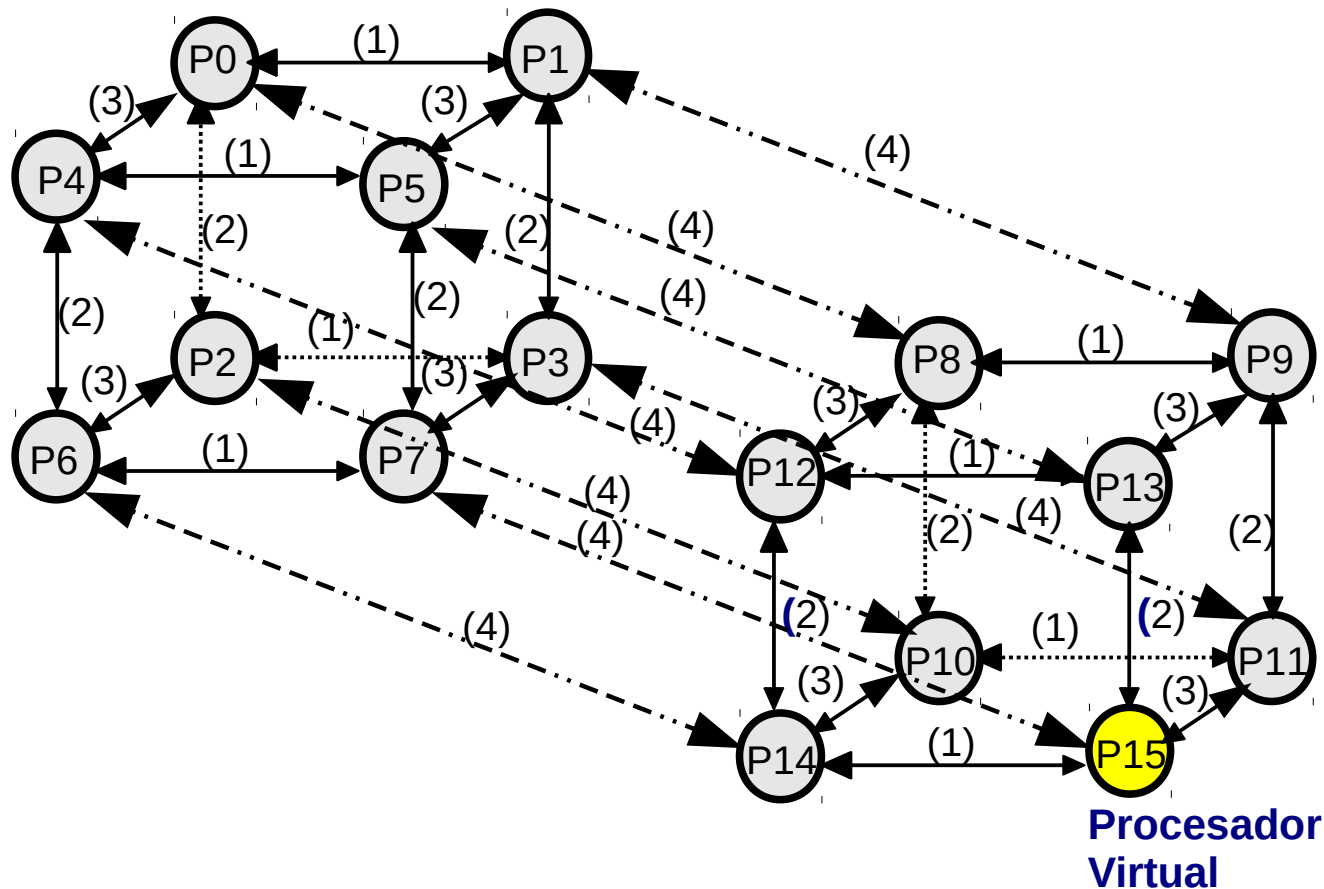 P0
(1)
P1
(3)
(3)
P4
(1)
P5
(4)
(2)
(2)
(4)
(2)
(2)
(4)
(1)
P2
P3
P8
(1)
P9
(3)
(3)
(3)
(3)
P6
(1)
P7
(4)
P12
(1)
P13
(4)
(4)
(4)
(2)
(2)
(2)
(2)
(4)
(1)
P10
P11
(3)
(3)
P14
(1)
P15
Procesador
Virtual